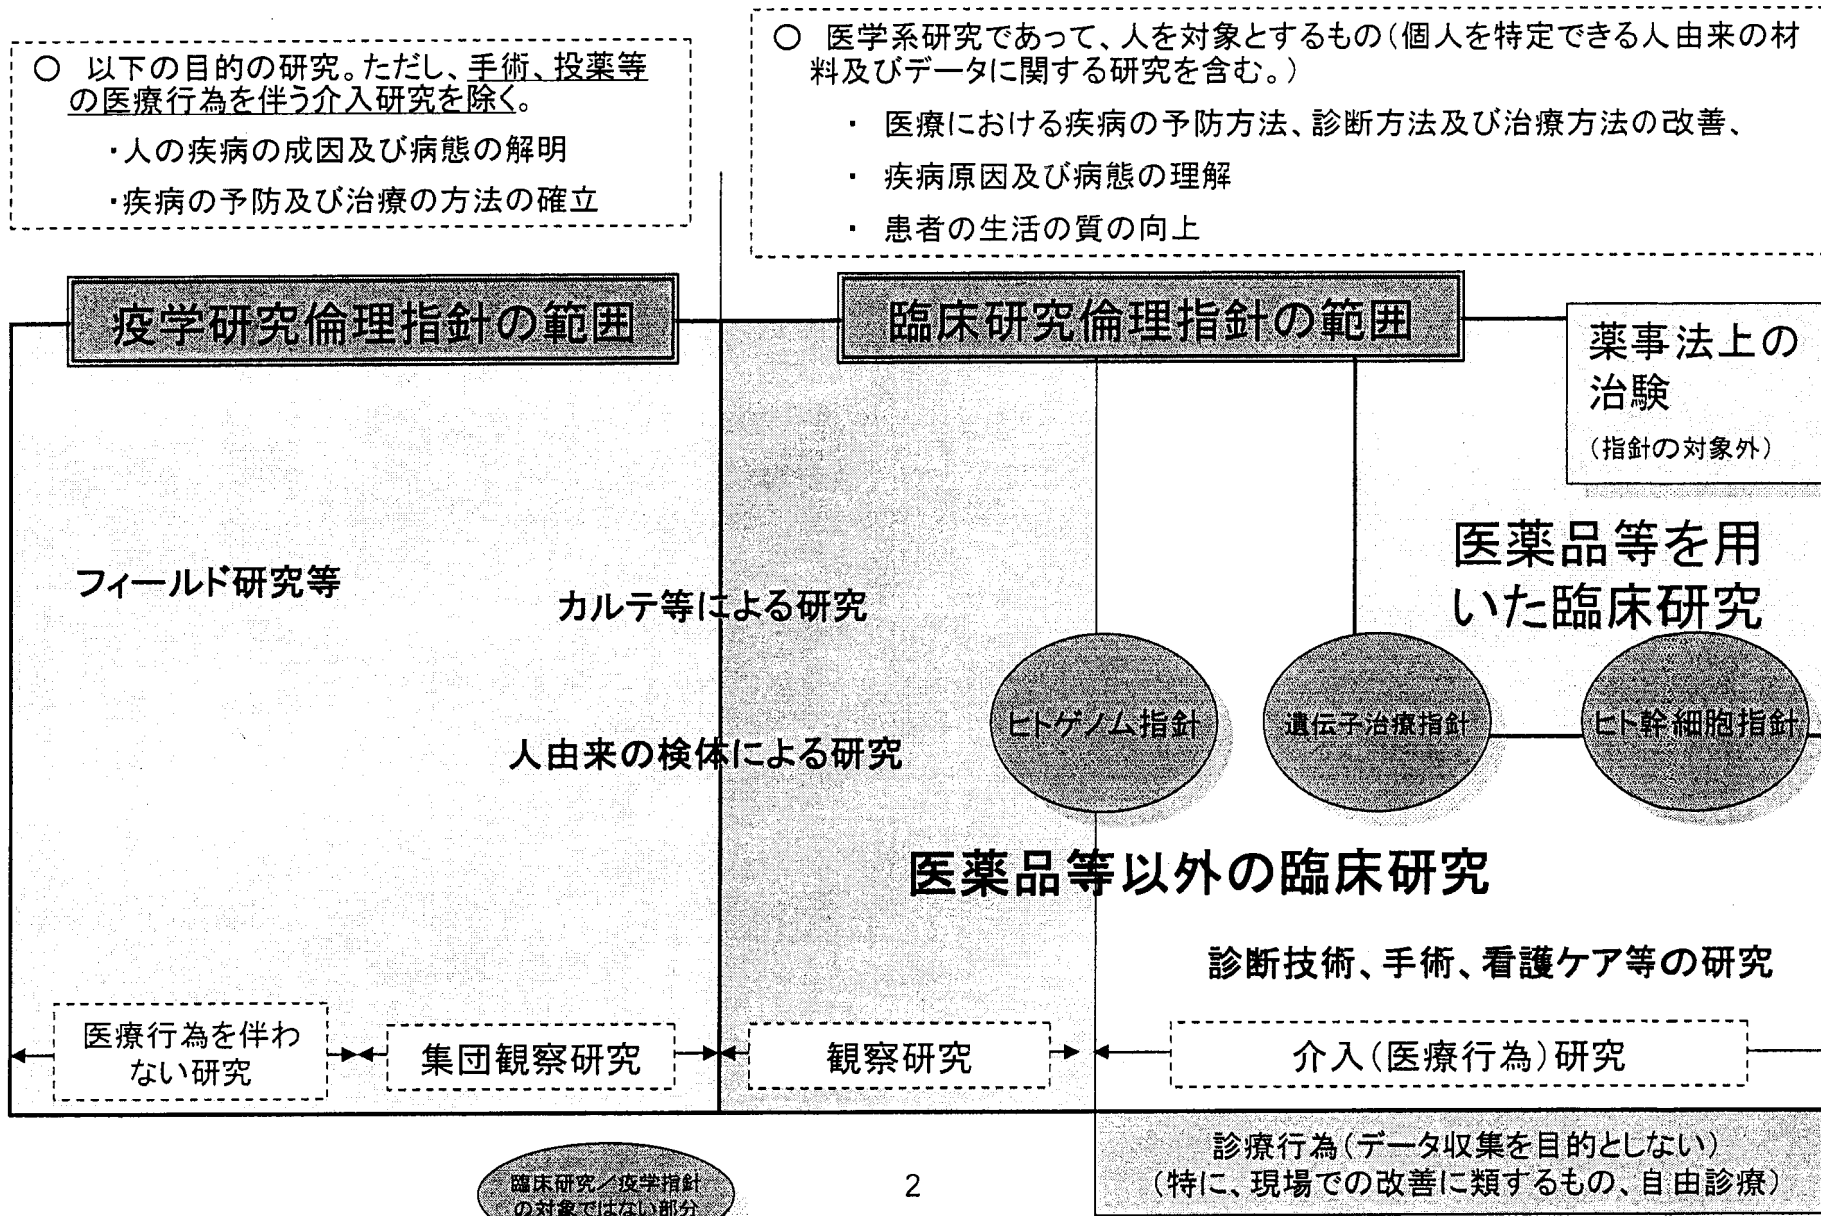 ○ 以下の目的の研究。ただし、手術、投薬等
の医療行為を伴う介入研究を除く。
・人の疾病の成因及び病態の解明
・疾病の予防及び治療の方法の確立
○ 医学系研究であって、人を対象とするもの(個人を特定できる人由来の材
料及びデータに関する研究を含む。)
・ 医療における疾病の予防方法、診断方法及び治療方法の改善、
・ 疾病原因及び病態の理解
・ 患者の生活の質の向上
疫学研究倫理指針の範囲
臨床研究倫理指針の範囲
薬事法上の
治験
(指針の対象外)
医薬品等を用
いた臨床研究
フィールド研究等
カルテ等による研究
人由来の検体による研究
ヒトゲノム指針
遺伝子治療指針
ヒト幹細胞指針
医薬品等以外の臨床研究
診断技術、手術、看護ケア等の研究
医療行為を伴わ
ない研究
集団観察研究
観察研究
介入(医療行為)研究
診療行為(データ収集を目的としない)
(特に、現場での改善に類するもの、自由診療)
臨床研究/疫学指針
の対象ではない部分
2